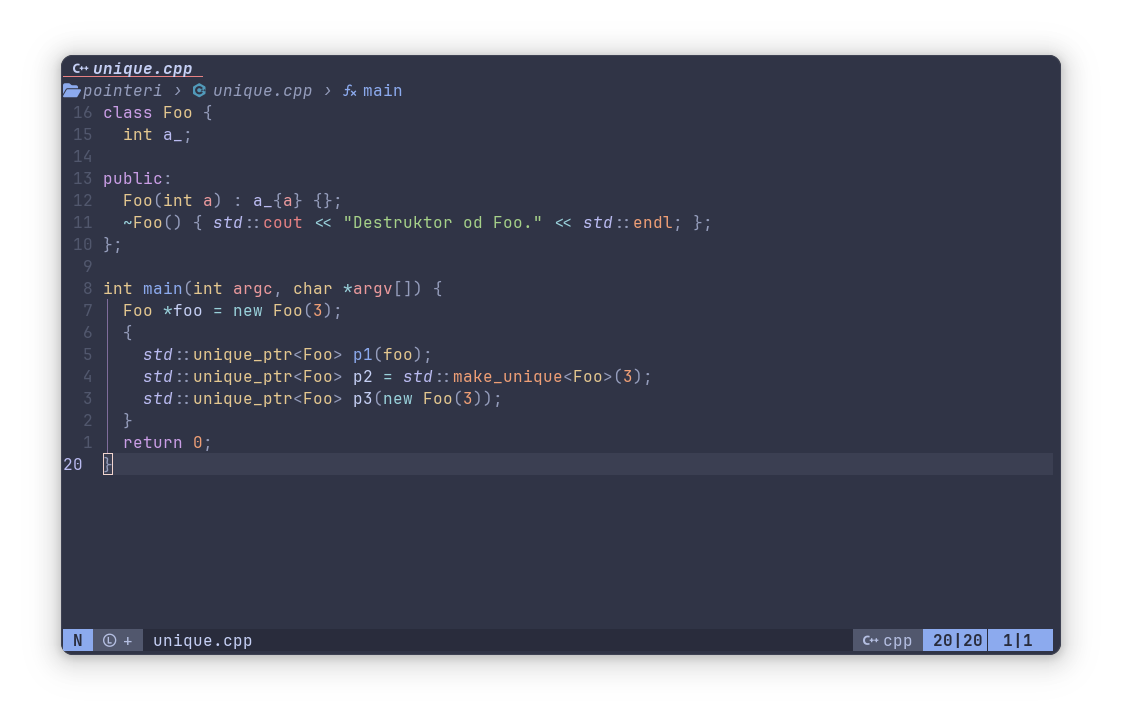 C++ unique.cpp
pointeri › unique.cpp › fx main
16 class Foo {
15   int a_;
14
13 public:
12   Foo(int a) : a_{a} {};
11   ~Foo() { std::cout << "Destruktor od Foo." << std::endl; };
10 };
9
8 int main(int argc, char *argv[]) {
7   Foo *foo = new Foo(3);
6   {
5     std::unique_ptr<Foo> p1(foo);
4     std::unique_ptr<Foo> p2 = std::make_unique<Foo>(3);
3     std::unique_ptr<Foo> p3(new Foo(3));
2   }
1   return 0;
20 }
N Ⓛ + unique.cpp C++ cpp 20|20 1|1